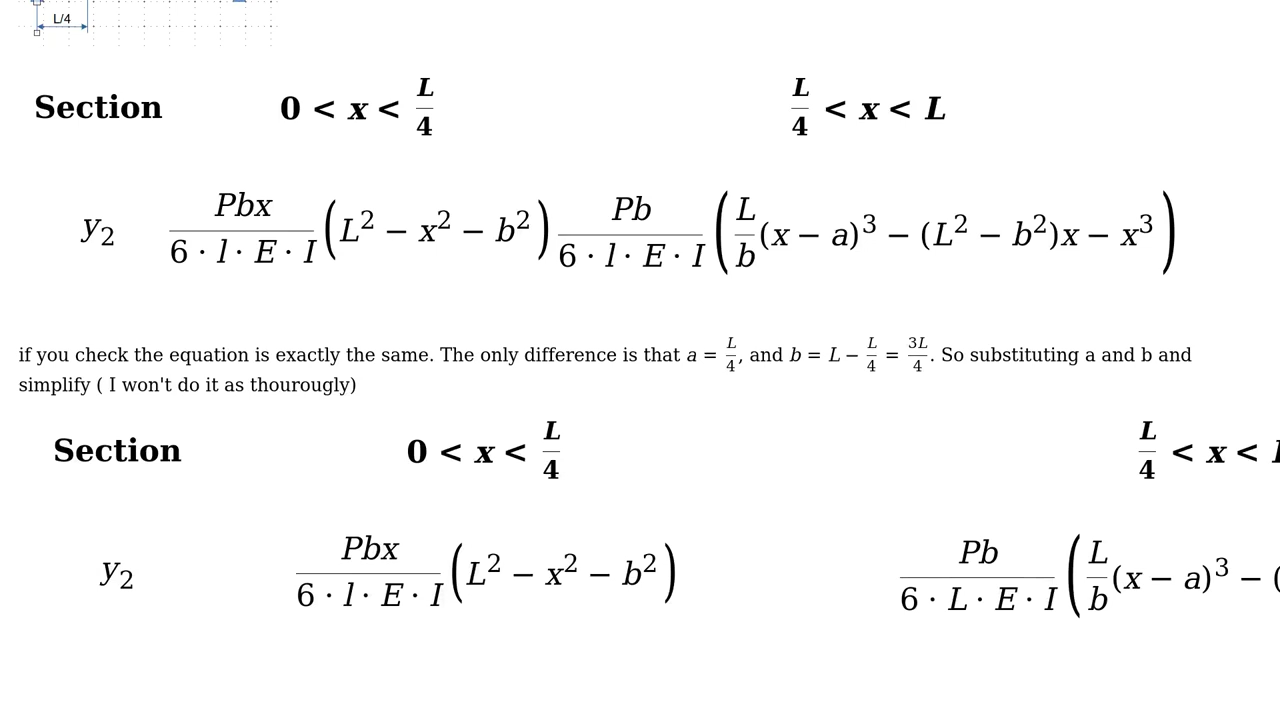 L/4
Section 0 < x < L/4 L/4 < x < L
y₂ Pbx/(6 · l · E · I) (L² − x² − b²) Pb/(6 · l · E · I) (L/b (x − a)³ − (L² − b²)x − x³)
if you check the equation is exactly the same. The only difference is that a = L/4, and b = L − L/4 = 3L/4. So substituting a and b and
simplify ( I won't do it as thourougly)
Section 0 < x < L/4 L/4 < x <
y₂ Pbx/(6 · l · E · I) (L² − x² − b²) Pb/(6 · L · E · I) (L/b (x − a)³ − (